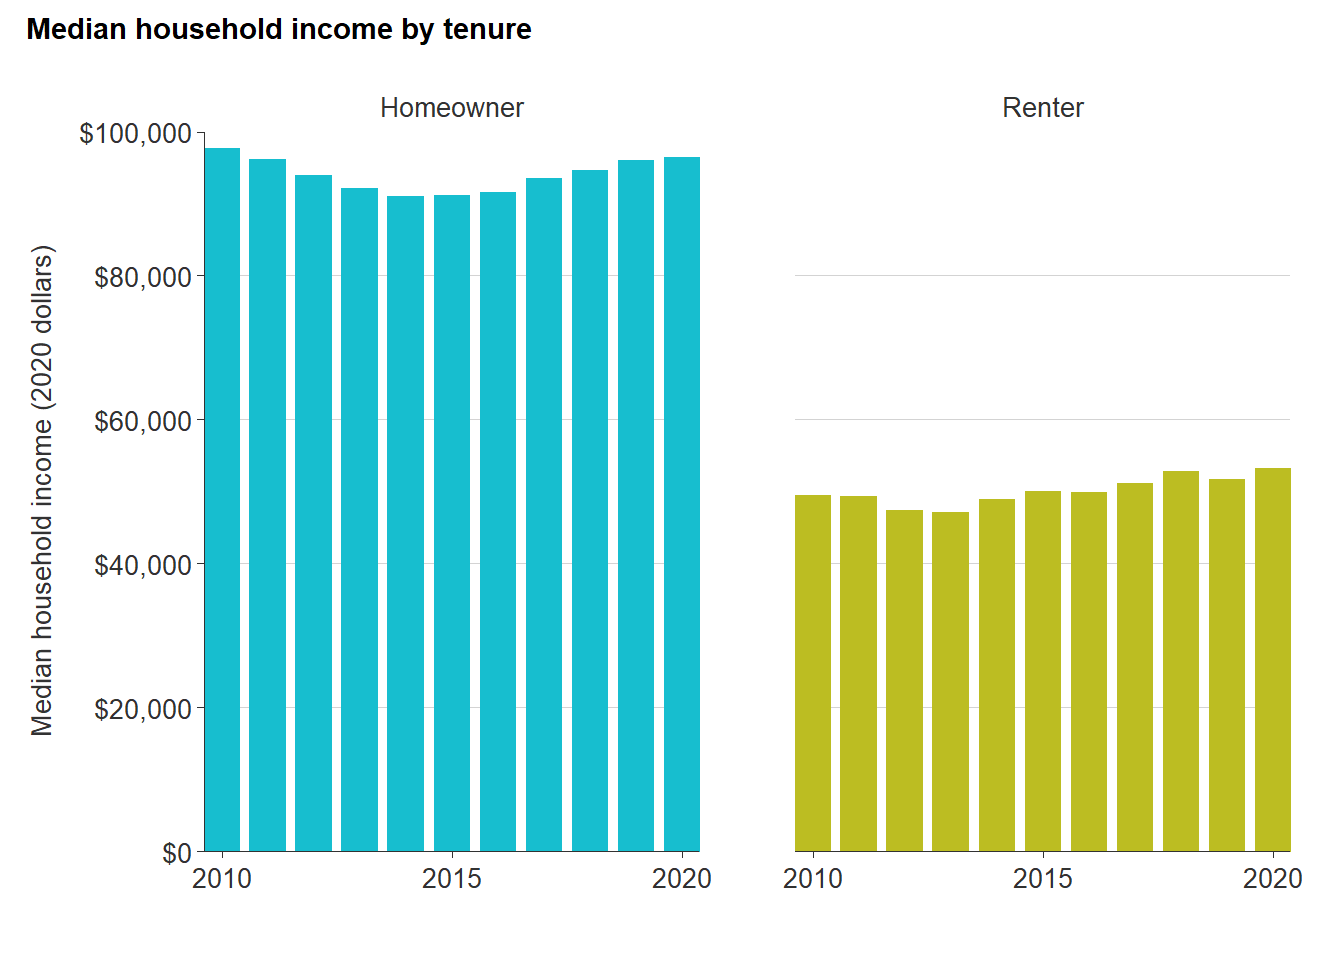 Median household income by tenure
Homeowner
Renter
Median household income (2020 dollars)
$100,000
$80,000
$60,000
$40,000
$20,000
$0
2010 2015 2020
2010 2015 2020